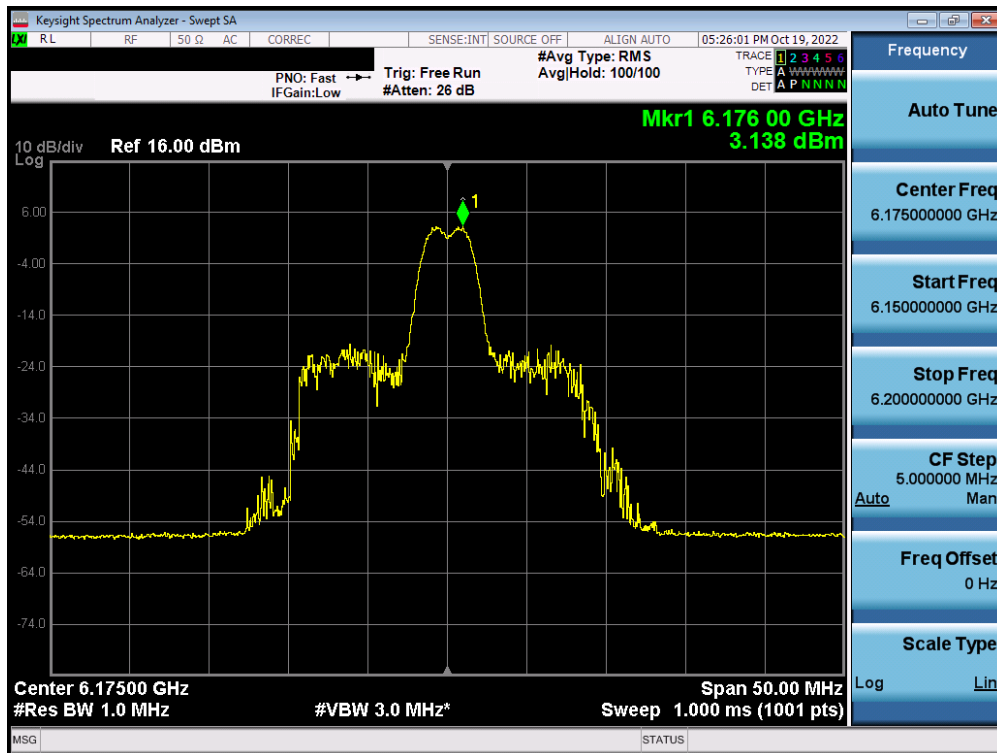 Keysight Spectrum Analyzer - Swept SA
LXI RL RF 50 Ω AC CORREC SENSE:INT SOURCE OFF ALIGN AUTO 05:26:01 PM Oct 19, 2022
PNO: Fast
IFGain:Low
Trig: Free Run
#Atten: 26 dB
#Avg Type: RMS
Avg|Hold: 100/100
TRACE 1 2 3 4 5 6
TYPE A WWWWW
DET A P N N N N
Mkr1 6.176 00 GHz
3.138 dBm
10 dB/div
Log
Ref 16.00 dBm
1
6.00
-4.00
-14.0
-24.0
-34.0
-44.0
-54.0
-64.0
-74.0
Center 6.17500 GHz
#Res BW 1.0 MHz
#VBW 3.0 MHz*
Span 50.00 MHz
Sweep 1.000 ms (1001 pts)
MSG
STATUS
Frequency
Auto Tune
Center Freq
6.175000000 GHz
Start Freq
6.150000000 GHz
Stop Freq
6.200000000 GHz
CF Step
5.000000 MHz
Auto Man
Freq Offset
0 Hz
Scale Type
Log Lin